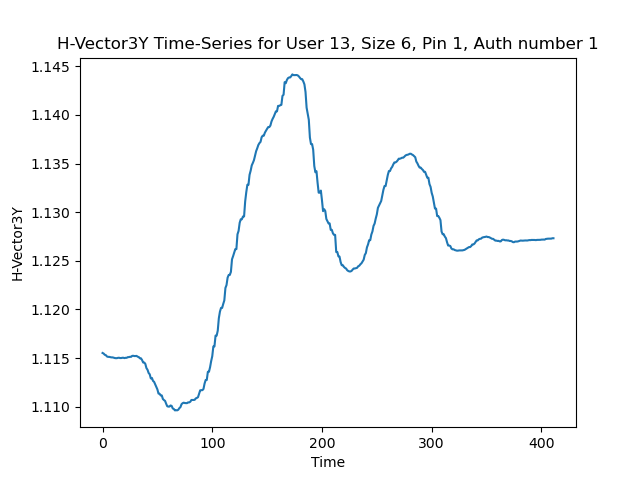 H-Vector3Y Time-Series for User 13, Size 6, Pin 1, Auth number 1
1.145
1.140
1.135
1.130
1.125
1.120
1.115
1.110
H-Vector3Y
0 100 200 300 400
Time